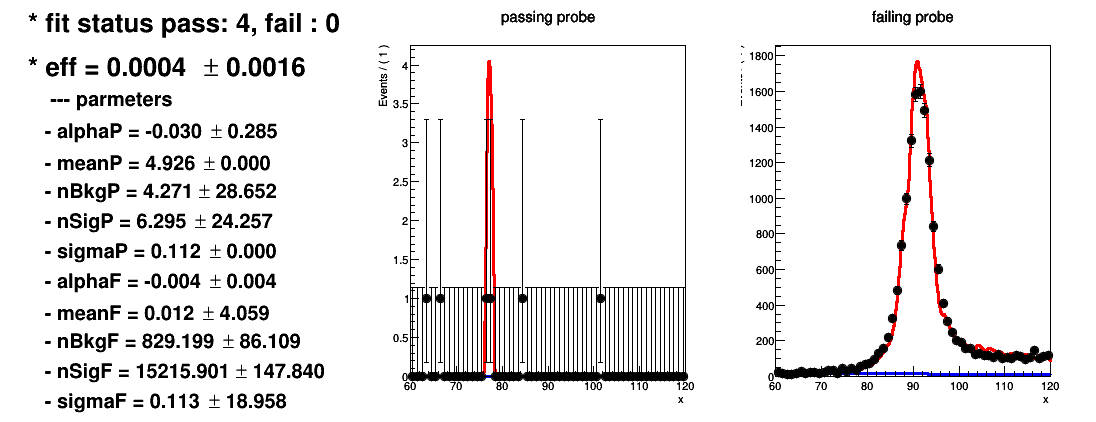 * fit status pass: 4, fail : 0
* eff = 0.0004 ± 0.0016
--- parmeters
- alphaP = -0.030 ± 0.285
- meanP = 4.926 ± 0.000
- nBkgP = 4.271 ± 28.652
- nSigP = 6.295 ± 24.257
- sigmaP = 0.112 ± 0.000
- alphaF = -0.004 ± 0.004
- meanF = 0.012 ± 4.059
- nBkgF = 829.199 ± 86.109
- nSigF = 15215.901 ± 147.840
- sigmaF = 0.113 ± 18.958
passing probe
Events / ( 1 )
4
3.5
3
2.5
2
1.5
1
0.5
0
60 70 80 90 100 110 120
x
failing probe
1800
1600
1400
1200
1000
800
600
400
200
0
60 70 80 90 100 110 120
x